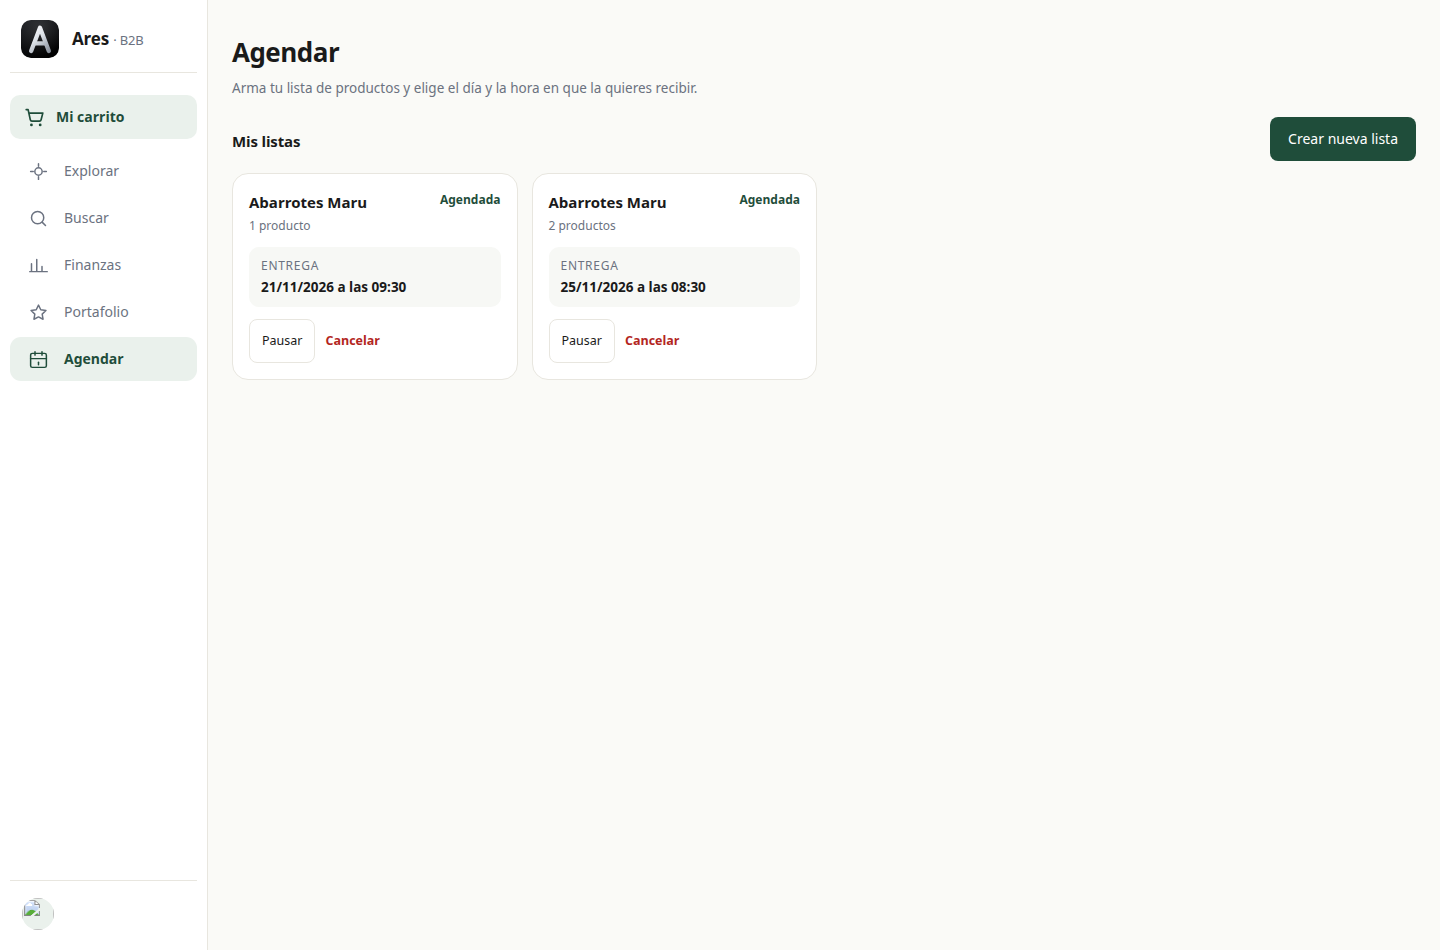 Ares · B2B
Mi carrito
Explorar
Buscar
Finanzas
Portafolio
Agendar
Agendar
Arma tu lista de productos y elige el día y la hora en que la quieres recibir.
Mis listas
Crear nueva lista
Abarrotes Maru
Agendada
1 producto
ENTREGA
21/11/2026 a las 09:30
Pausar
Cancelar
Abarrotes Maru
Agendada
2 productos
ENTREGA
25/11/2026 a las 08:30
Pausar
Cancelar